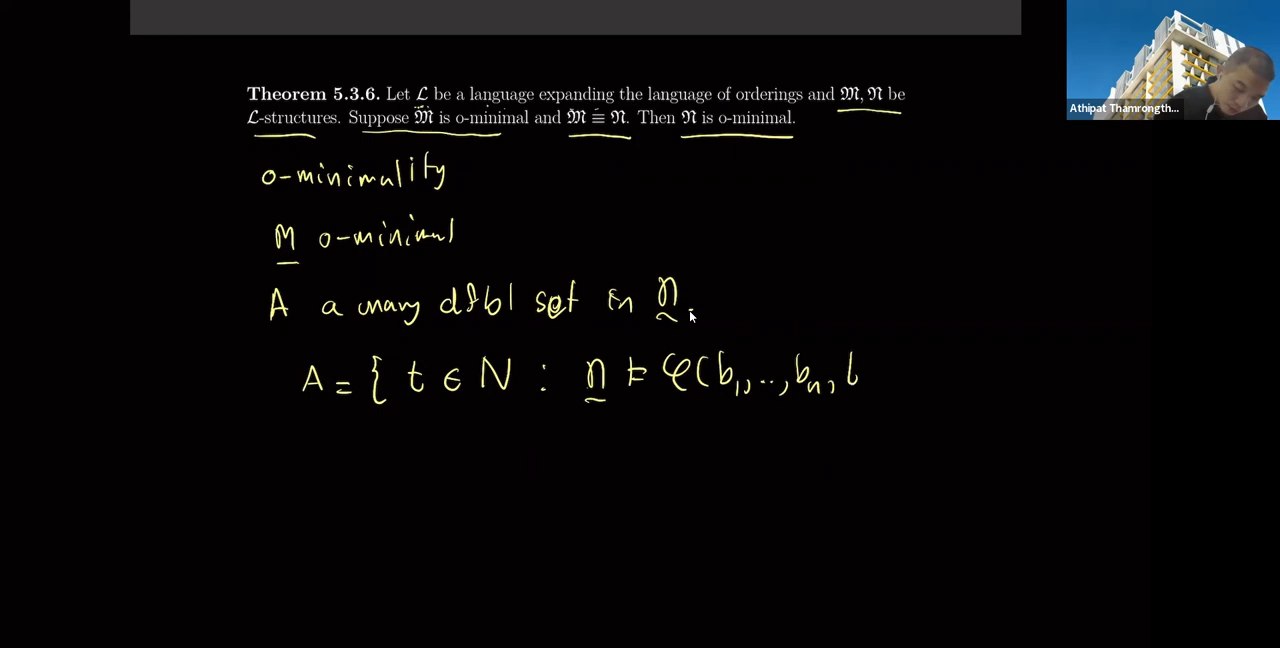 Theorem 5.3.6. Let ℒ be a language expanding the language of orderings and 𝔐, 𝔑 be
ℒ-structures. Suppose 𝔐 is o-minimal and 𝔐 ≡ 𝔑. Then 𝔑 is o-minimal.
o-minimality
M o-minimal
A a unary dfbl set in 𝔑.
A = { t ∈ N : 𝔑 ⊨ φ(b₁,..,bₙ, (
Athipat Thamrongth...